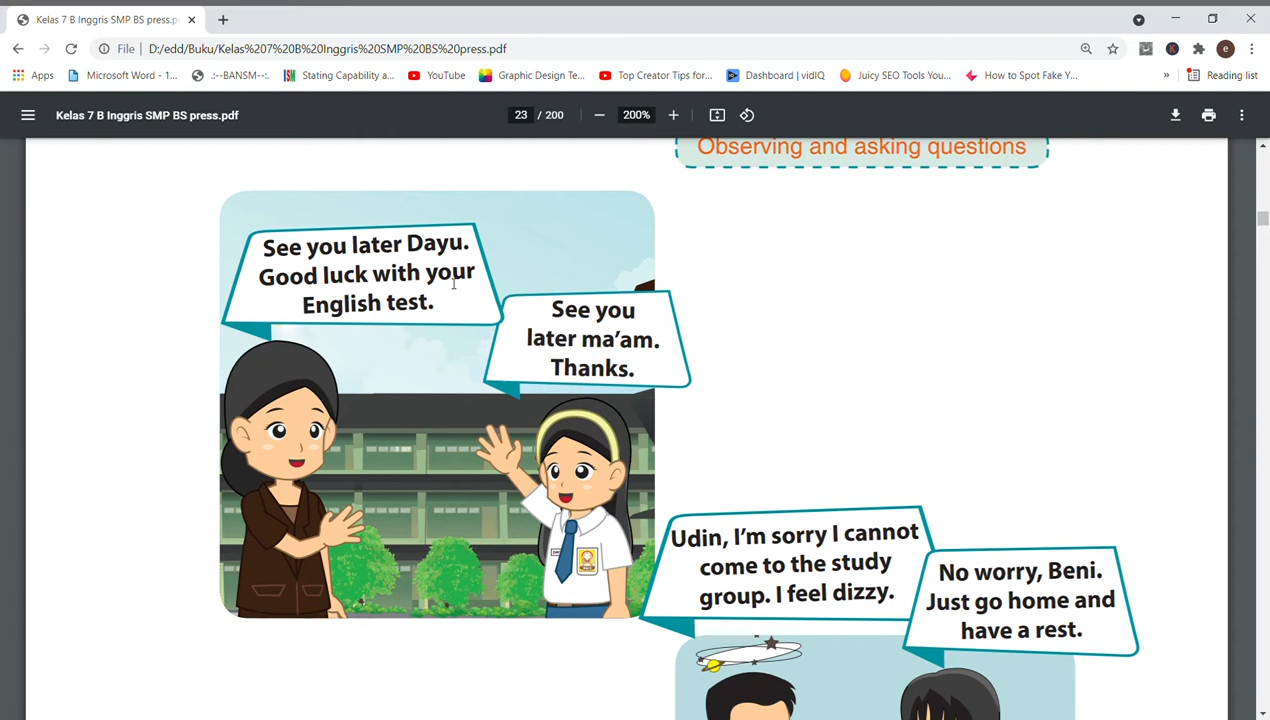 Kelas 7 B Inggris SMP BS press.p
File D:/edd/Buku/Kelas%207%20B%20Inggris%20SMP%20BS%20press.pdf
Apps Microsoft Word - 1... .:--BANSM--:. Stating Capability a... YouTube Graphic Design Te... Top Creator Tips for... Dashboard | vidIQ Juicy SEO Tools You... How to Spot Fake Y... » Reading list
Kelas 7 B Inggris SMP BS press.pdf 23 / 200 200%
Observing and asking questions
See you later Dayu.
Good luck with your
English test.
See you
later ma'am.
Thanks.
Udin, I'm sorry I cannot
come to the study
group. I feel dizzy.
No worry, Beni.
Just go home and
have a rest.